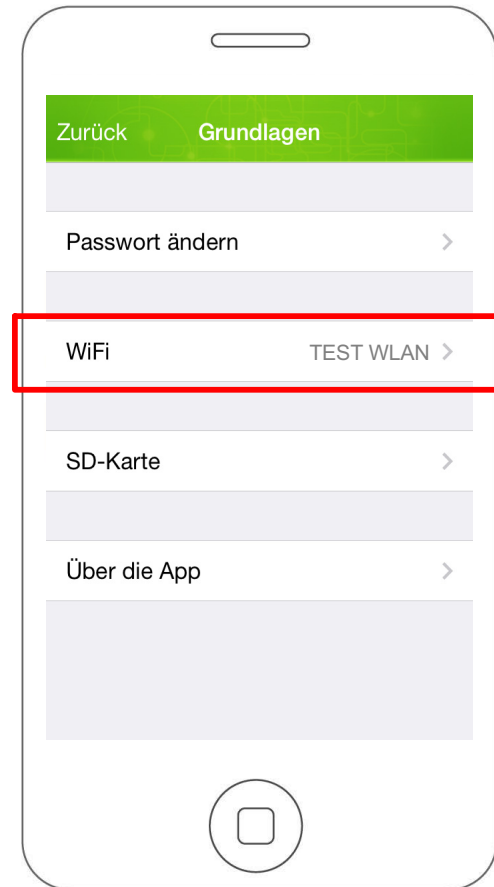 Zurück Grundlagen
Passwort ändern
WiFi TEST WLAN
SD-Karte
Über die App